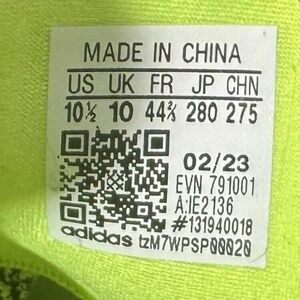 MADE IN CHINA
US UK FR JP CHN
10½ 10 44⅔ 280 275
02/23
EVN 791001
A:IE2136
#131940018
adidas tzM7WPSP00020